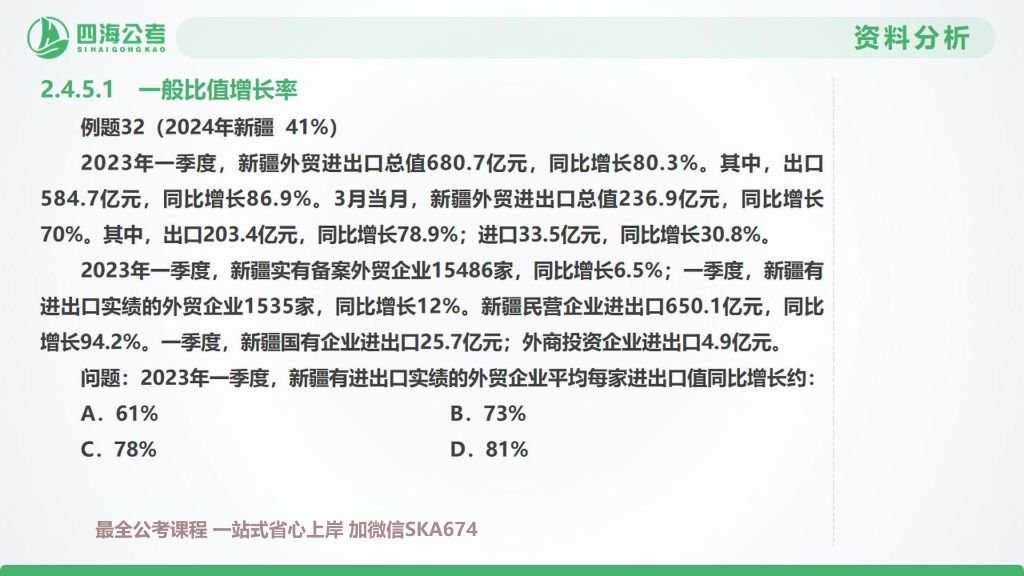 四海公考
SIHAIGONGKAO
资料分析
2.4.5.1 一般比值增长率
例题32（2024年新疆 41%）
2023年一季度，新疆外贸进出口总值680.7亿元，同比增长80.3%。其中，出口
584.7亿元，同比增长86.9%。3月当月，新疆外贸进出口总值236.9亿元，同比增长
70%。其中，出口203.4亿元，同比增长78.9%；进口33.5亿元，同比增长30.8%。
2023年一季度，新疆实有备案外贸企业15486家，同比增长6.5%；一季度，新疆有
进出口实绩的外贸企业1535家，同比增长12%。新疆民营企业进出口650.1亿元，同比
增长94.2%。一季度，新疆国有企业进出口25.7亿元；外商投资企业进出口4.9亿元。
问题：2023年一季度，新疆有进出口实绩的外贸企业平均每家进出口值同比增长约：
A．61% B．73%
C．78% D．81%
最全公考课程 一站式省心上岸 加微信SKA674